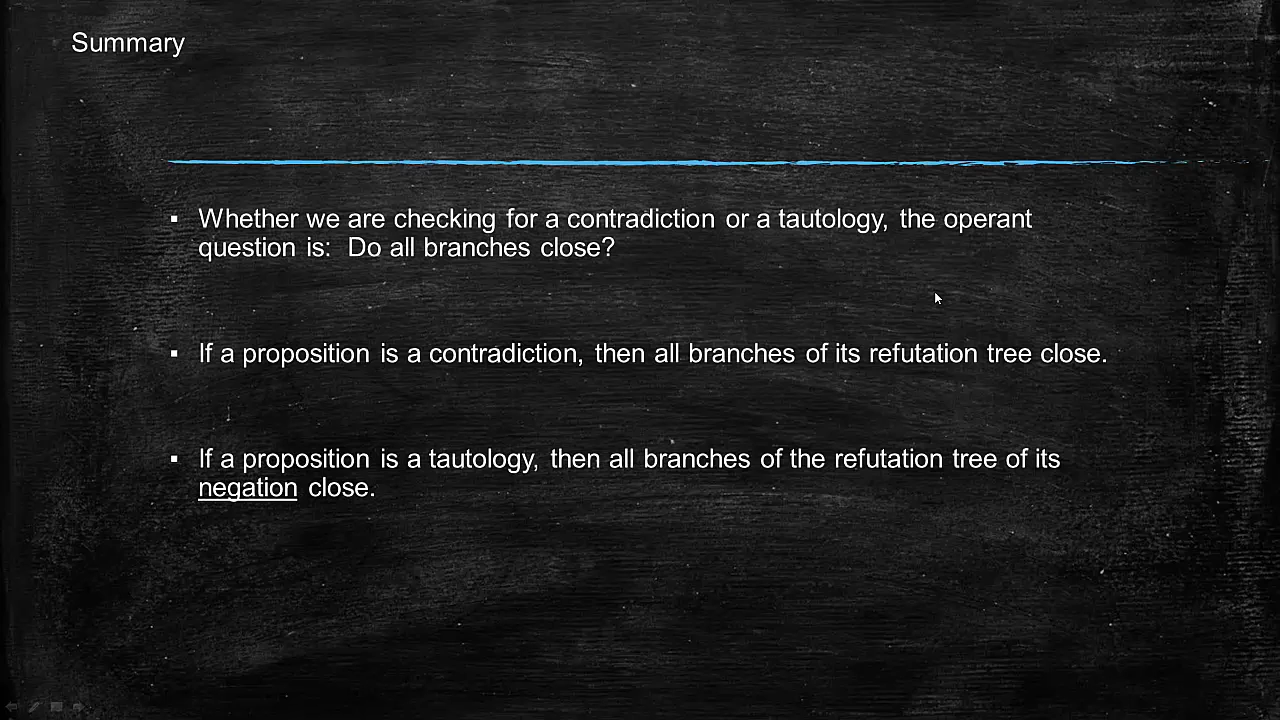 Summary
▪ Whether we are checking for a contradiction or a tautology, the operant
question is:  Do all branches close?
▪ If a proposition is a contradiction, then all branches of its refutation tree close.
▪ If a proposition is a tautology, then all branches of the refutation tree of its
negation close.